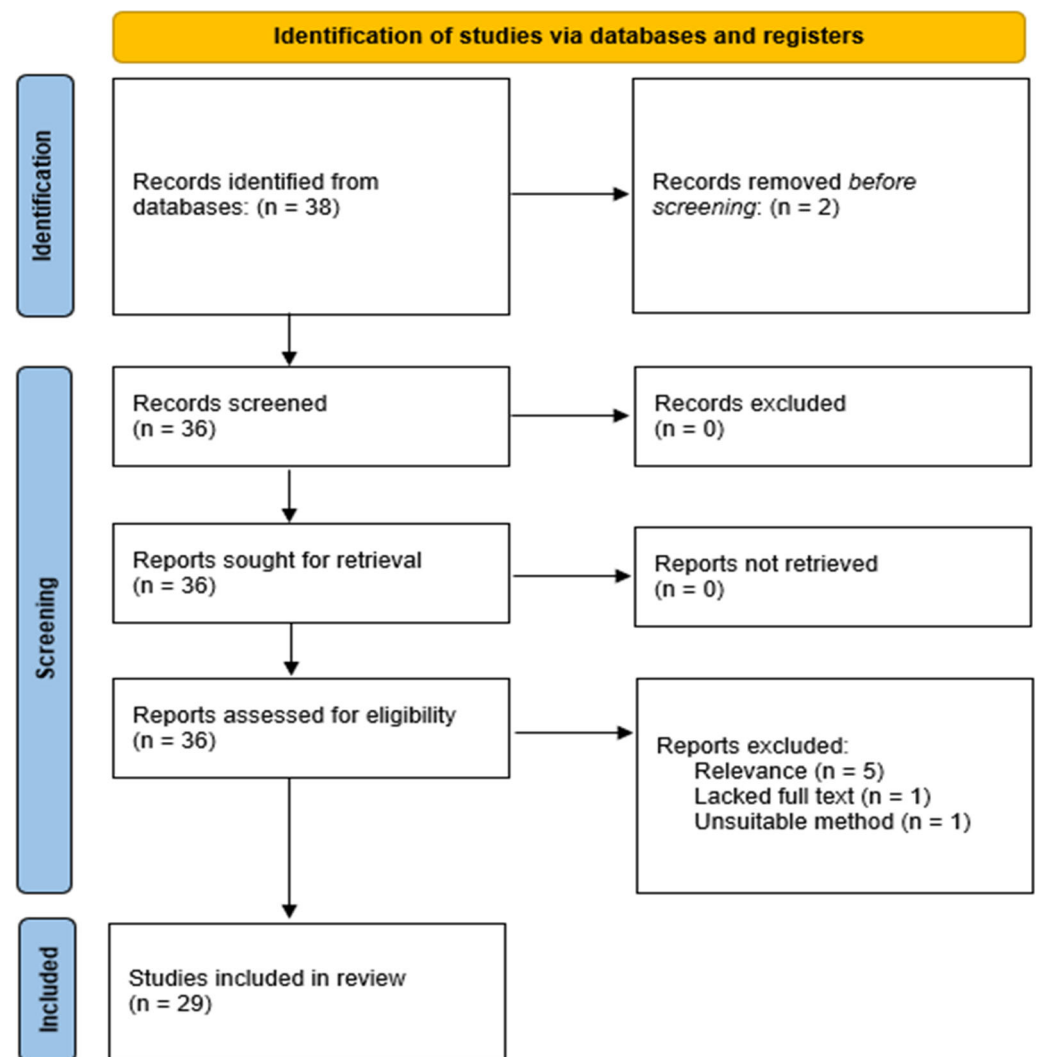 Identification of studies via databases and registers
Identification
Records identified from
databases: (n = 38)
Records removed before
screening: (n = 2)
Screening
Records screened
(n = 36)
Records excluded
(n = 0)
Reports sought for retrieval
(n = 36)
Reports not retrieved
(n = 0)
Reports assessed for eligibility
(n = 36)
Reports excluded:
Relevance (n = 5)
Lacked full text (n = 1)
Unsuitable method (n = 1)
Included
Studies included in review
(n = 29)